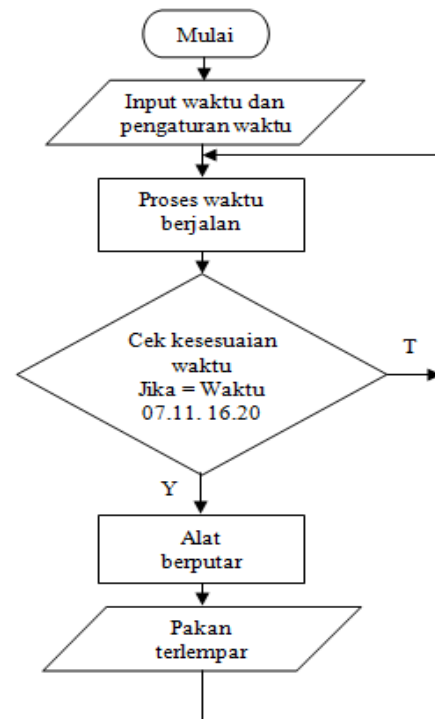 Mulai
Input waktu dan
pengaturan waktu
Proses waktu
berjalan
Cek kesesuaian
waktu
Jika = Waktu
07.11. 16.20
T
Y
Alat
berputar
Pakan
terlempar